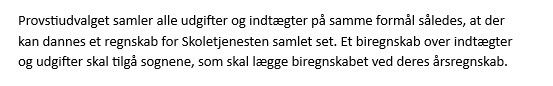 Provstiudvalget samler alle udgifter og indtægter på samme formål således, at der
kan dannes et regnskab for Skoletjenesten samlet set. Et biregnskab over indtægter
og udgifter skal tilgå sognene, som skal lægge biregnskabet ved deres årsregnskab.